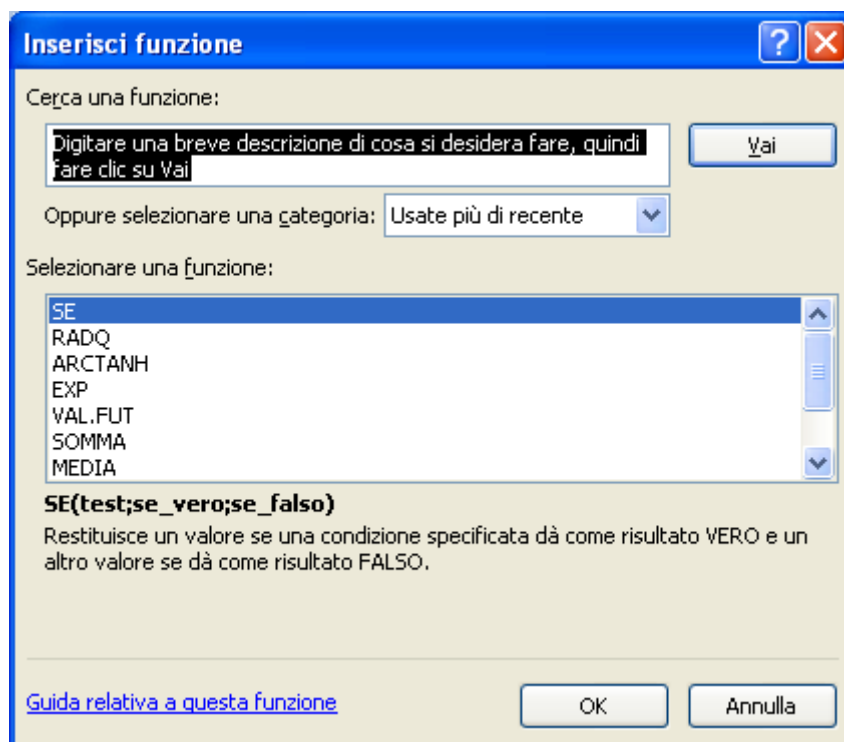 Inserisci funzione
Cerca una funzione:
Digitare una breve descrizione di cosa si desidera fare, quindi
fare clic su Vai
Vai
Oppure selezionare una categoria: Usate più di recente
Selezionare una funzione:
SE
RADQ
ARCTANH
EXP
VAL.FUT
SOMMA
MEDIA
SE(test;se_vero;se_falso)
Restituisce un valore se una condizione specificata dà come risultato VERO e un
altro valore se dà come risultato FALSO.
Guida relativa a questa funzione
OK
Annulla